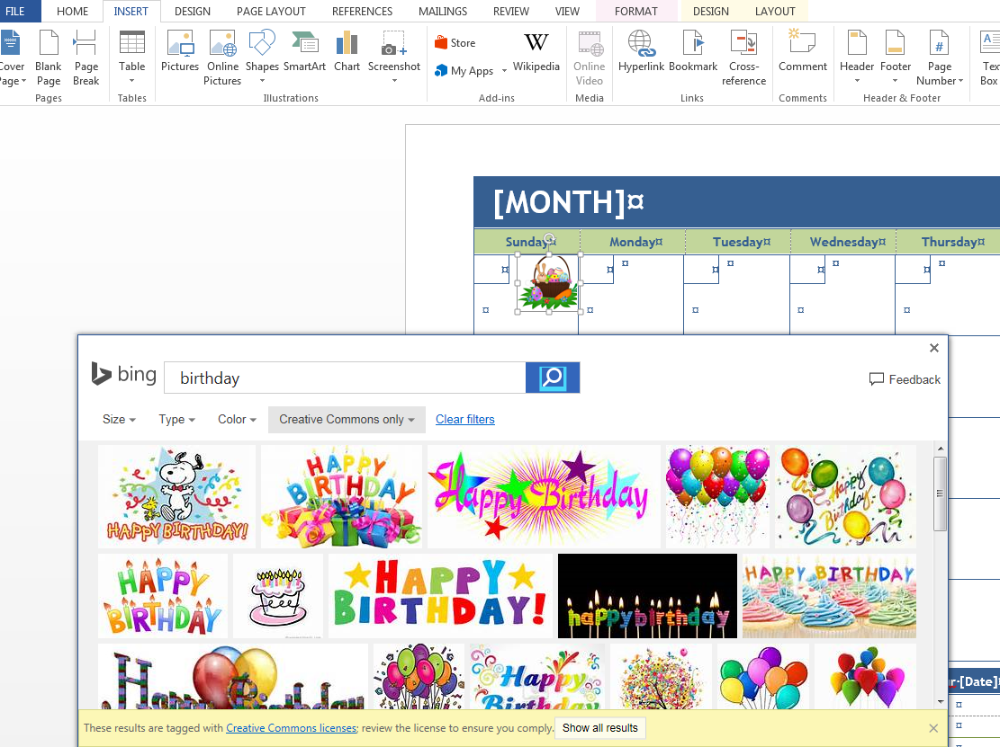 FILE HOME INSERT DESIGN PAGE LAYOUT REFERENCES MAILINGS REVIEW VIEW FORMAT DESIGN LAYOUT
Cover Page
Blank Page
Page Break
Table
Pictures
Online Pictures
Shapes
SmartArt
Chart
Screenshot
Store
My Apps
W
Wikipedia
Online Video
Hyperlink
Bookmark
Cross-reference
Comment
Header
Footer
#
Page Number
A
Text Box
Pages Tables Illustrations Add-ins Media Links Comments Header & Footer
[MONTH]¤
Sunday¤ Monday¤ Tuesday¤ Wednesday¤ Thursday¤
¤ ¤ ¤ ¤ ¤ ¤ ¤ ¤ ¤
¤ ¤ ¤ ¤ ¤
bing
birthday
Feedback
Size Type Color Creative Commons only Clear filters
HAPPY BIRTHDAY!
HAPPY BIRTHDAY
Happy Birthday
Happy Birthday
HAPPY BIRTHDAY
HAPPY BIRTHDAY!
happybirthday
HAPPY BIRTHDAY
Happy Birthday
Happy Birthday
[Date]
¤
¤
These results are tagged with Creative Commons licenses; review the license to ensure you comply. Show all results